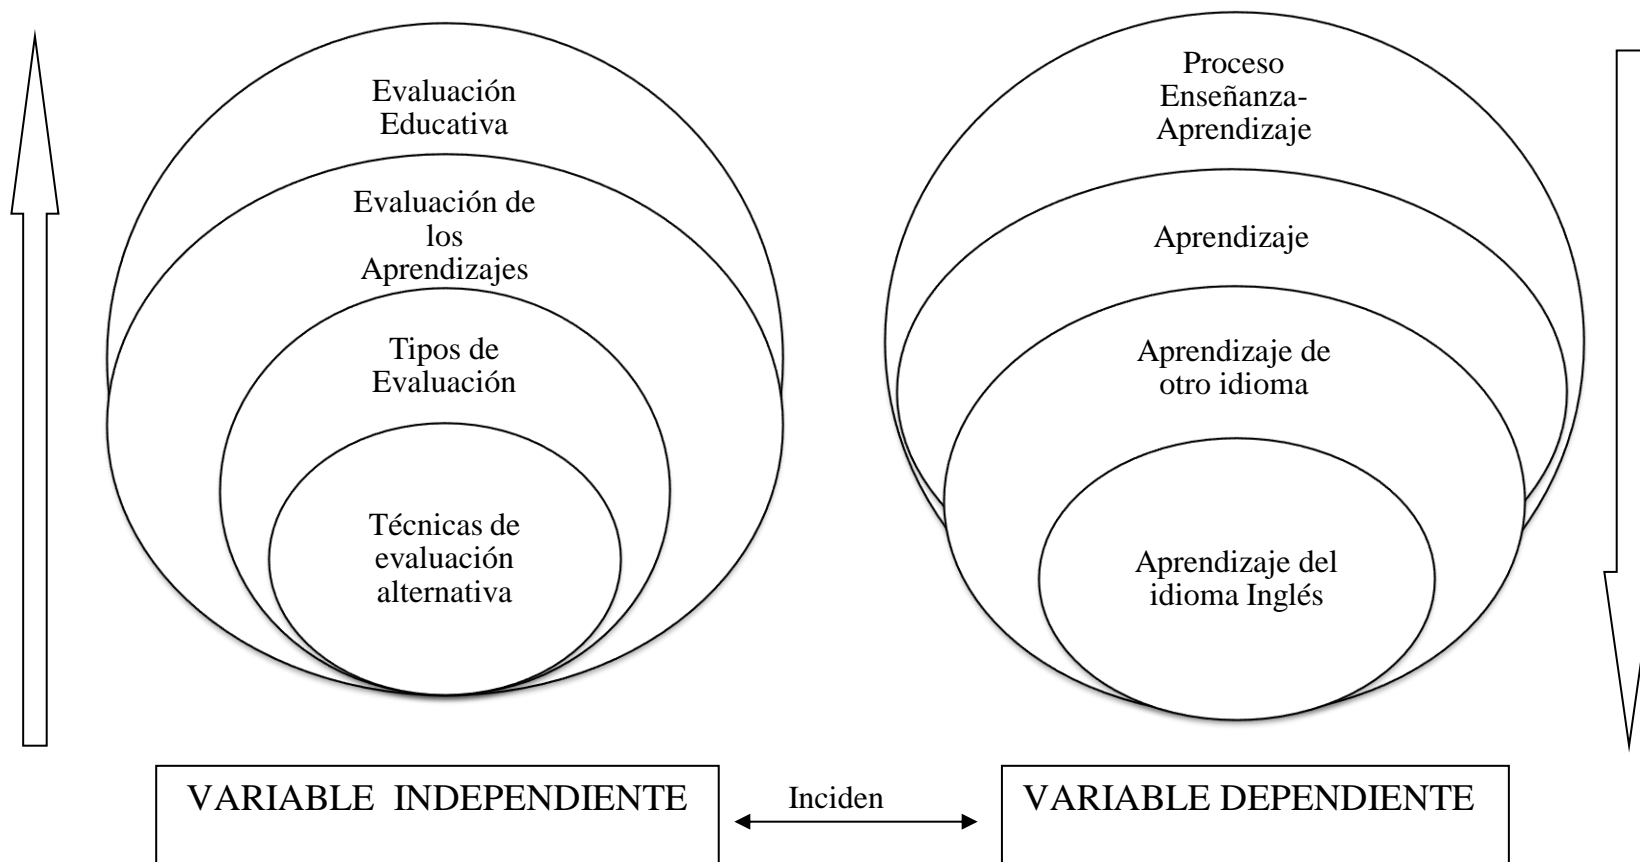 Evaluación
Educativa
Evaluación de
los
Aprendizajes
Tipos de
Evaluación
Técnicas de
evaluación
alternativa
Proceso
Enseñanza-
Aprendizaje
Aprendizaje
Aprendizaje de
otro idioma
Aprendizaje del
idioma Inglés
VARIABLE INDEPENDIENTE
Inciden
VARIABLE DEPENDIENTE